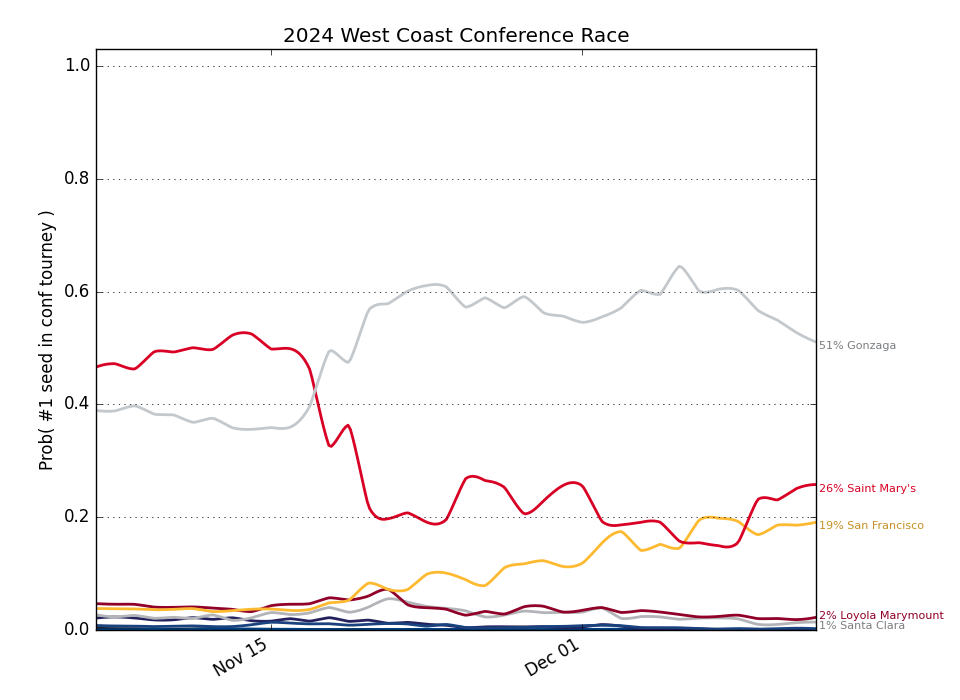 2024 West Coast Conference Race
Prob( #1 seed in conf tourney )
1.0
0.8
0.6
0.4
0.2
0.0
Nov 15
Dec 01
51% Gonzaga
26% Saint Mary's
19% San Francisco
2% Loyola Marymount
1% Santa Clara